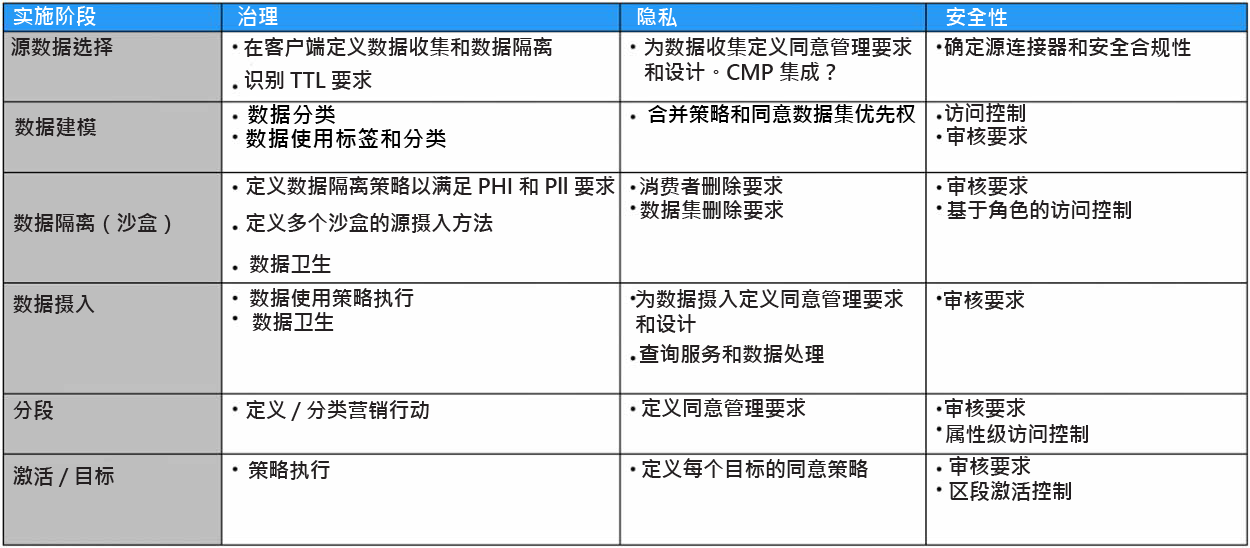 实施阶段 治理 隐私 安全性
源数据选择
• 在客户端定义数据收集和数据隔离
• 识别 TTL 要求
• 为数据收集定义同意管理要求
和设计。CMP 集成？
• 确定源连接器和安全合规性
数据建模
• 数据分类
• 数据使用标签和分类
• 合并策略和同意数据集优先权
• 访问控制
• 审核要求
数据隔离（沙盒）
• 定义数据隔离策略以满足 PHI 和 Pll 要求
• 定义多个沙盒的源摄入方法
• 数据卫生
• 消费者删除要求
• 数据集删除要求
• 审核要求
• 基于角色的访问控制
数据摄入
• 数据使用策略执行
• 数据卫生
• 为数据摄入定义同意管理要求
和设计
• 查询服务和数据处理
• 审核要求
分段
• 定义 / 分类营销行动
• 定义同意管理要求
• 审核要求
• 属性级访问控制
激活 / 目标
• 策略执行
• 定义每个目标的同意策略
• 审核要求
• 区段激活控制